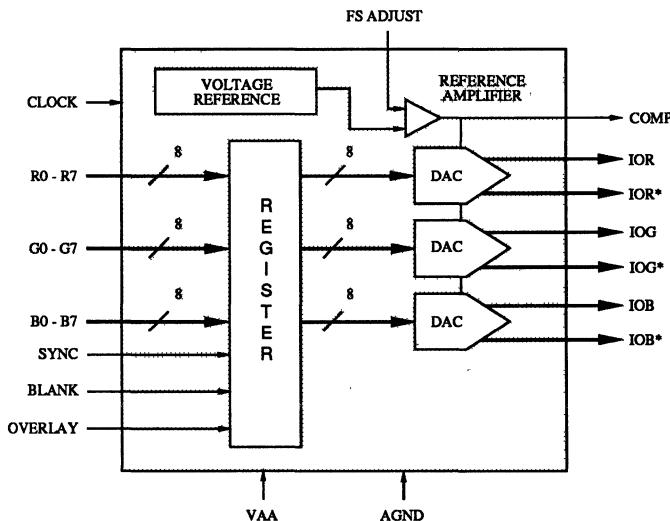 FS ADJUST
VOLTAGE
REFERENCE
REFERENCE
AMPLIFIER
CLOCK
COMP
8
8
R0 - R7
DAC
IOR
IOR*
8
8
G0 - G7
DAC
IOG
IOG*
8
8
B0 - B7
DAC
IOB
IOB*
REGISTER
SYNC
BLANK
OVERLAY
VAA
AGND